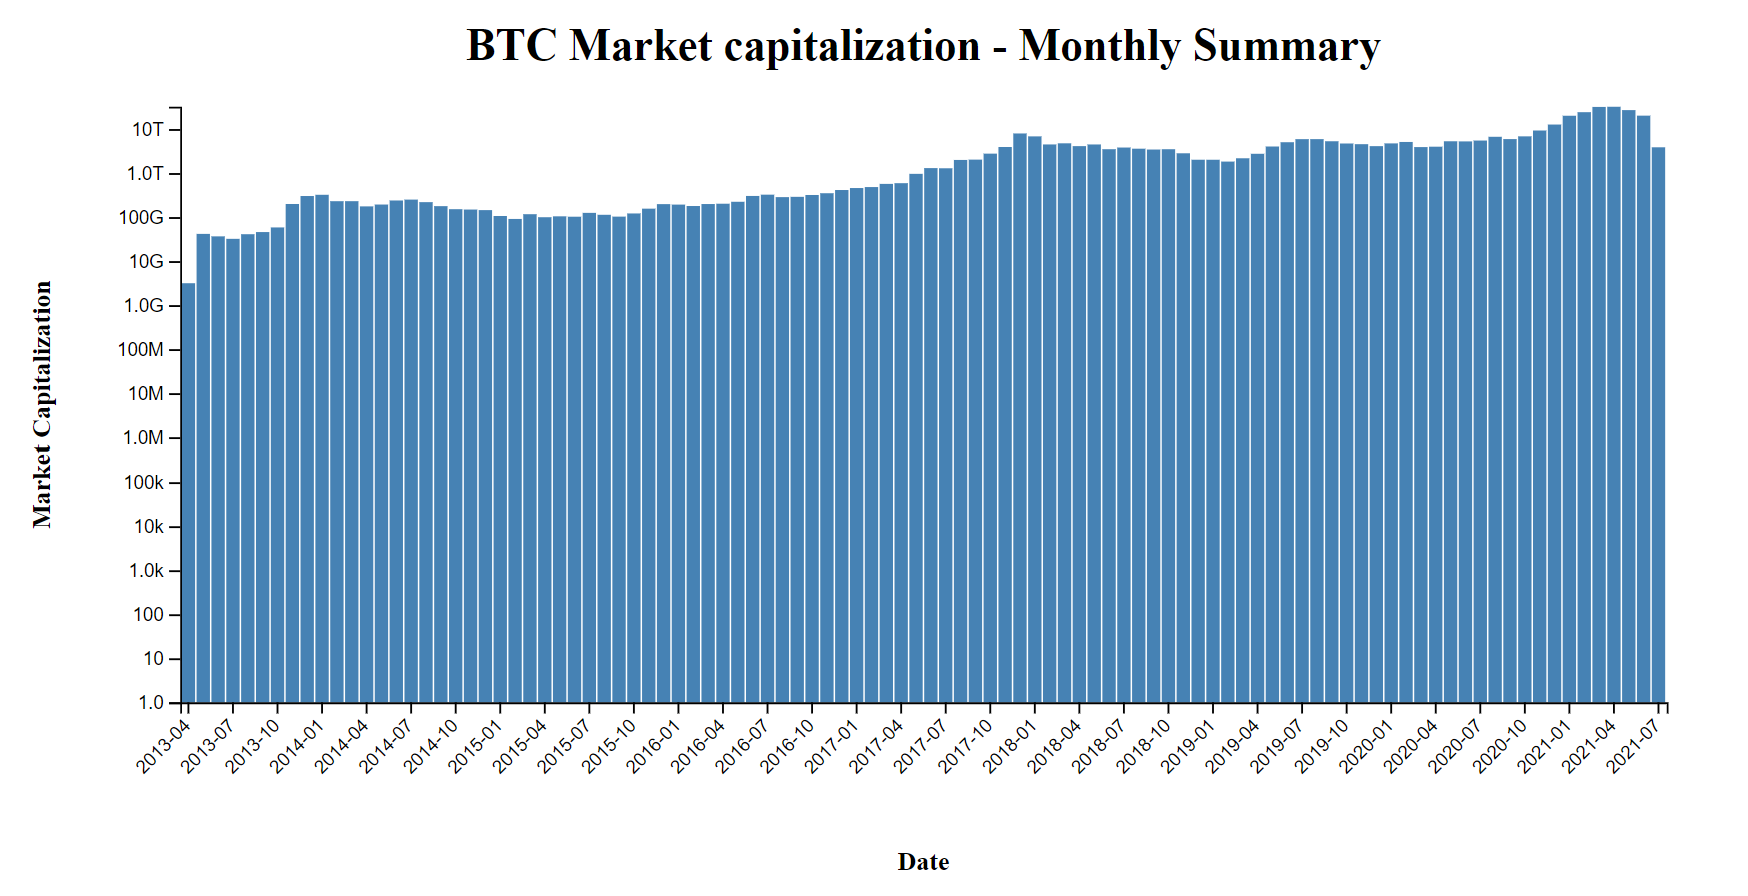 BTC Market capitalization - Monthly Summary
Market Capitalization
10T
1.0T
100G
10G
1.0G
100M
10M
1.0M
100k
10k
1.0k
100
10
1.0
2013-04
2013-07
2013-10
2014-01
2014-04
2014-07
2014-10
2015-01
2015-04
2015-07
2015-10
2016-01
2016-04
2016-07
2016-10
2017-01
2017-04
2017-07
2017-10
2018-01
2018-04
2018-07
2018-10
2019-01
2019-04
2019-07
2019-10
2020-01
2020-04
2020-07
2020-10
2021-01
2021-04
2021-07
Date